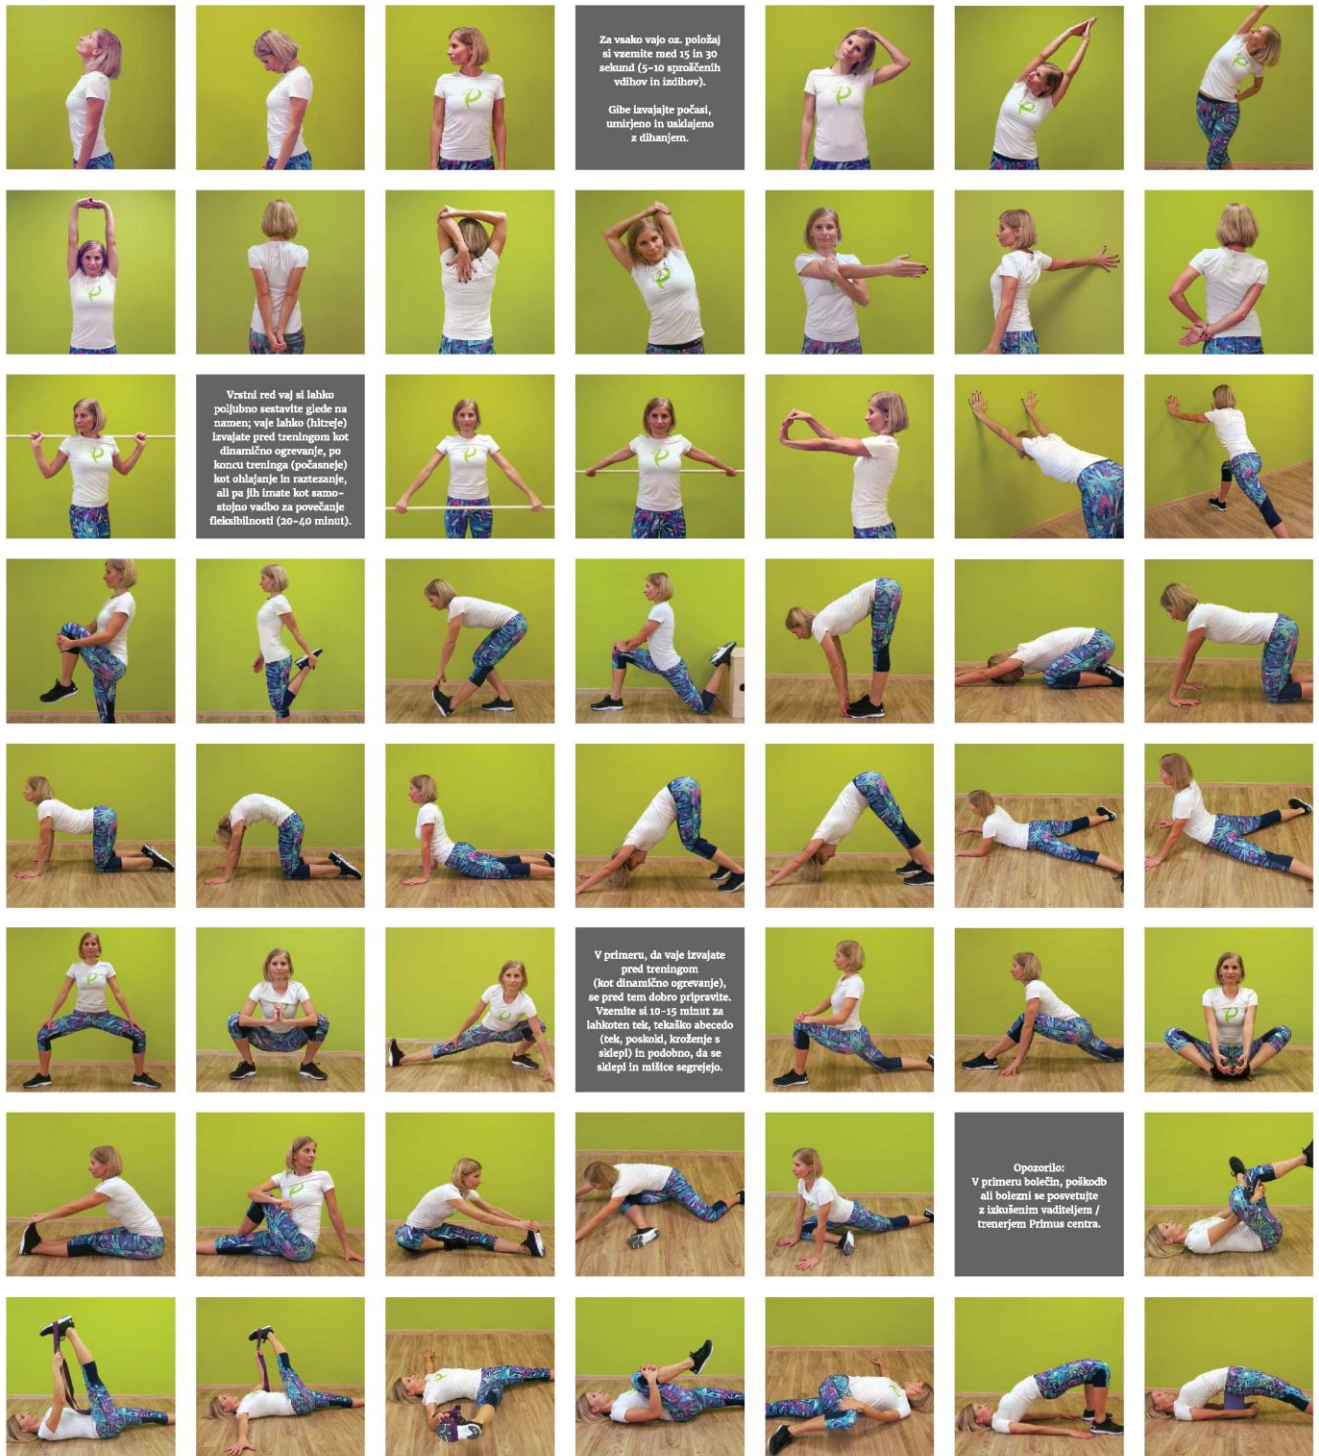 Za vsako vajo oz. položaj
si vzemite med 15 in 30
sekund (5-10 sproščenih
vdihov in izdihov).
Gibe izvajajte počasi,
umirjeno in usklajeno
z dihanjem.
Vrstni red vaj si lahko
poljubno sestavite glede na
namen; vaje lahko (hitreje)
izvajate pred treningom kot
dinamično ogrevanje, po
koncu treninga (počasneje)
kot ohlajanje in raztezanje,
ali pa jih imate kot samo-
stojno vadbo za povečanje
fleksibilnosti (20-40 minut).
V primeru, da vaje izvajate
pred treningom
(kot dinamično ogrevanje),
se pred tem dobro pripravite.
Vzemite si 10-15 minut za
lahkoten tek, tekaško abecedo
(tek, poskoki, kroženje s
sklepi) in podobno, da se
sklepi in mišice segrejejo.
Opozorilo:
V primeru bolečin, poškodb
ali bolezni se posvetujte
z izkušenim vaditeljem /
trenerjem Primus centra.